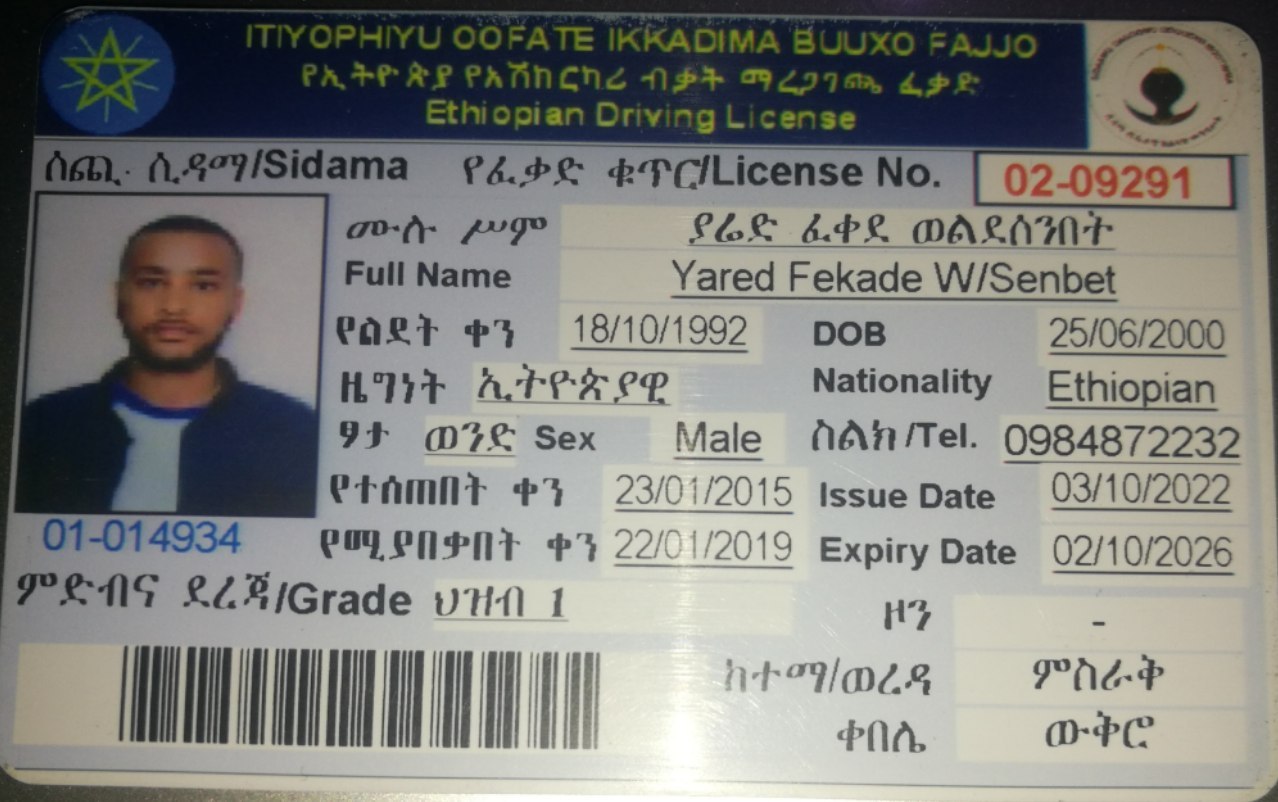 ITIYOPHIYU OOFATE IKKADIMA BUUXO FAJJO
የኢትዮጵያ የአሽከርካሪ ብቃት ማረጋገጫ ፈቃድ
Ethiopian Driving License
ሰጪ. ሲዳማ/Sidama የፈቃድ ቁጥር/License No. 02-09291
ሙሉ ሥም ያሬድ ፈቀደ ወልደሰንበት
Full Name Yared Fekade W/Senbet
የልደት ቀን 18/10/1992 DOB 25/06/2000
ዜግነት ኢትዮጵያዊ Nationality Ethiopian
ፆታ ወንድ Sex Male ስልክ/Tel. 0984872232
የተሰጠበት ቀን 23/01/2015 Issue Date 03/10/2022
01-014934 የሚያበቃበት ቀን 22/01/2019 Expiry Date 02/10/2026
ምድብና ደረጃ/Grade ህዝብ 1
ዞን -
ከተማ/ወረዳ ምስራቅ
ቀበሌ ውቅሮ